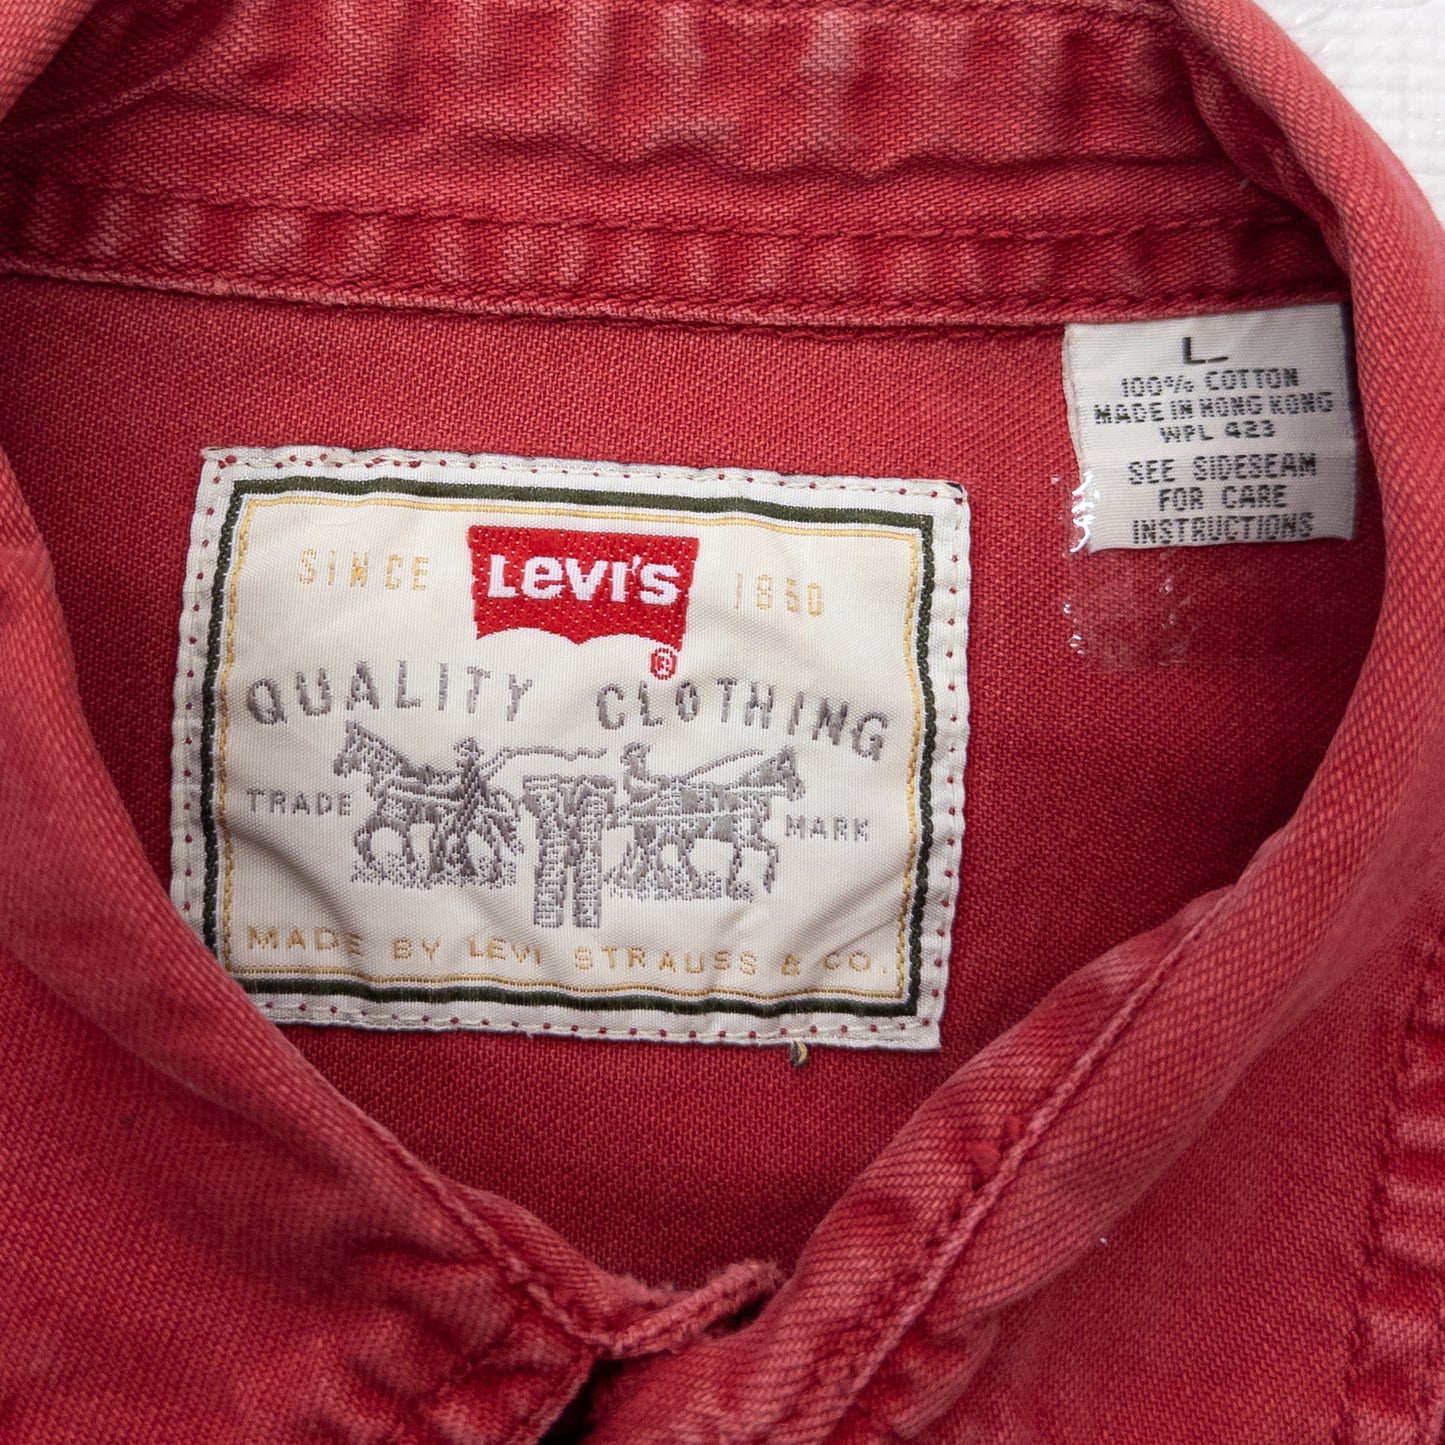 L
100% COTTON
MADE IN HONG KONG
WPL 423
SEE SIDESEAM
FOR CARE
INSTRUCTIONS
SINCE Levi's 1850
®
QUALITY CLOTHING
TRADE MARK
MADE BY LEVI STRAUSS & CO.